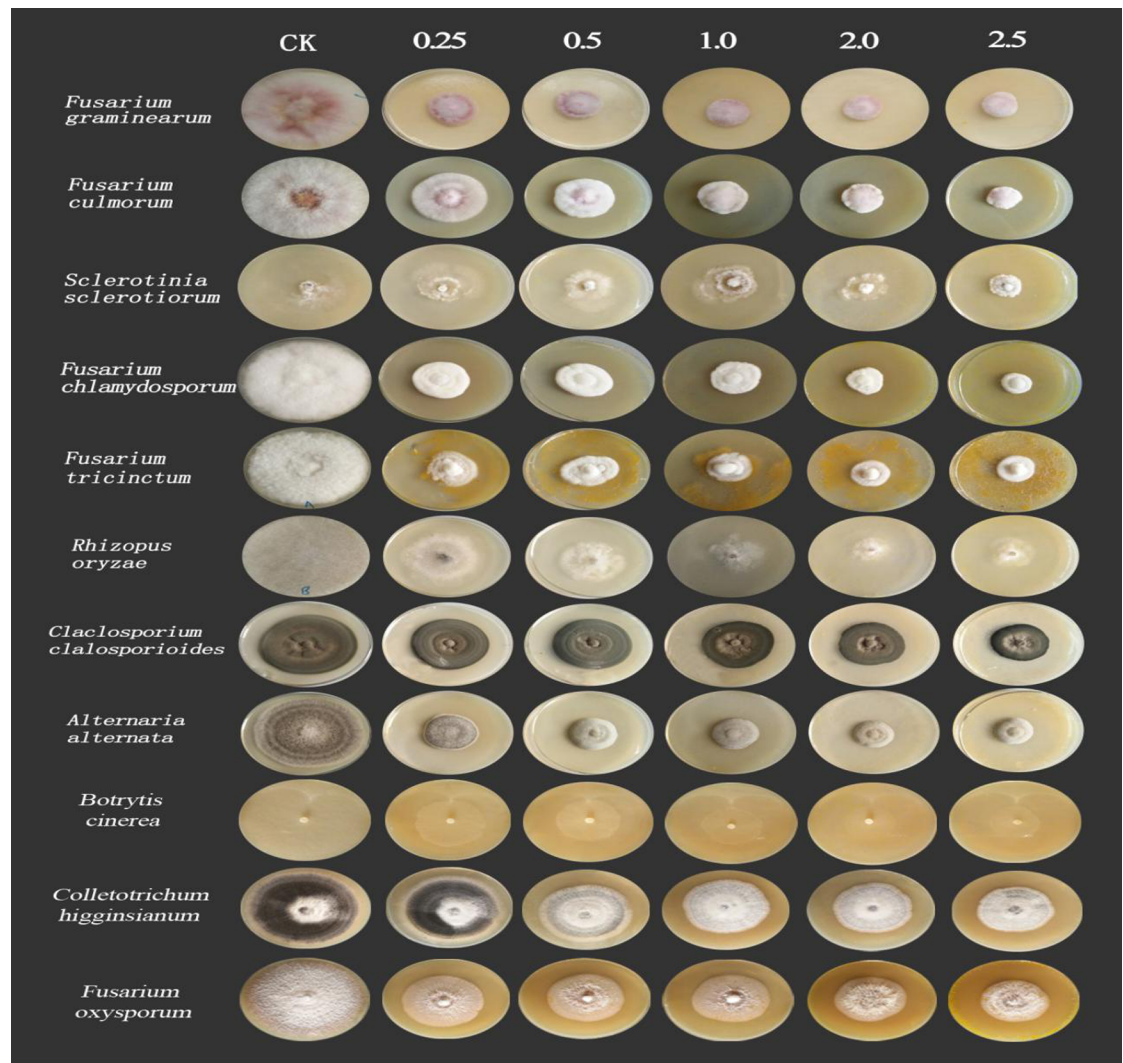 CK 0.25 0.5 1.0 2.0 2.5
Fusarium
graminearum
Fusarium
culmorum
Sclerotinia
sclerotiorum
Fusarium
chlamydosporum
Fusarium
tricinctum
Rhizopus
oryzae
Claclosporium
clalosporioides
Alternaria
alternata
Botrytis
cinerea
Colletotrichum
higginsianum
Fusarium
oxysporum